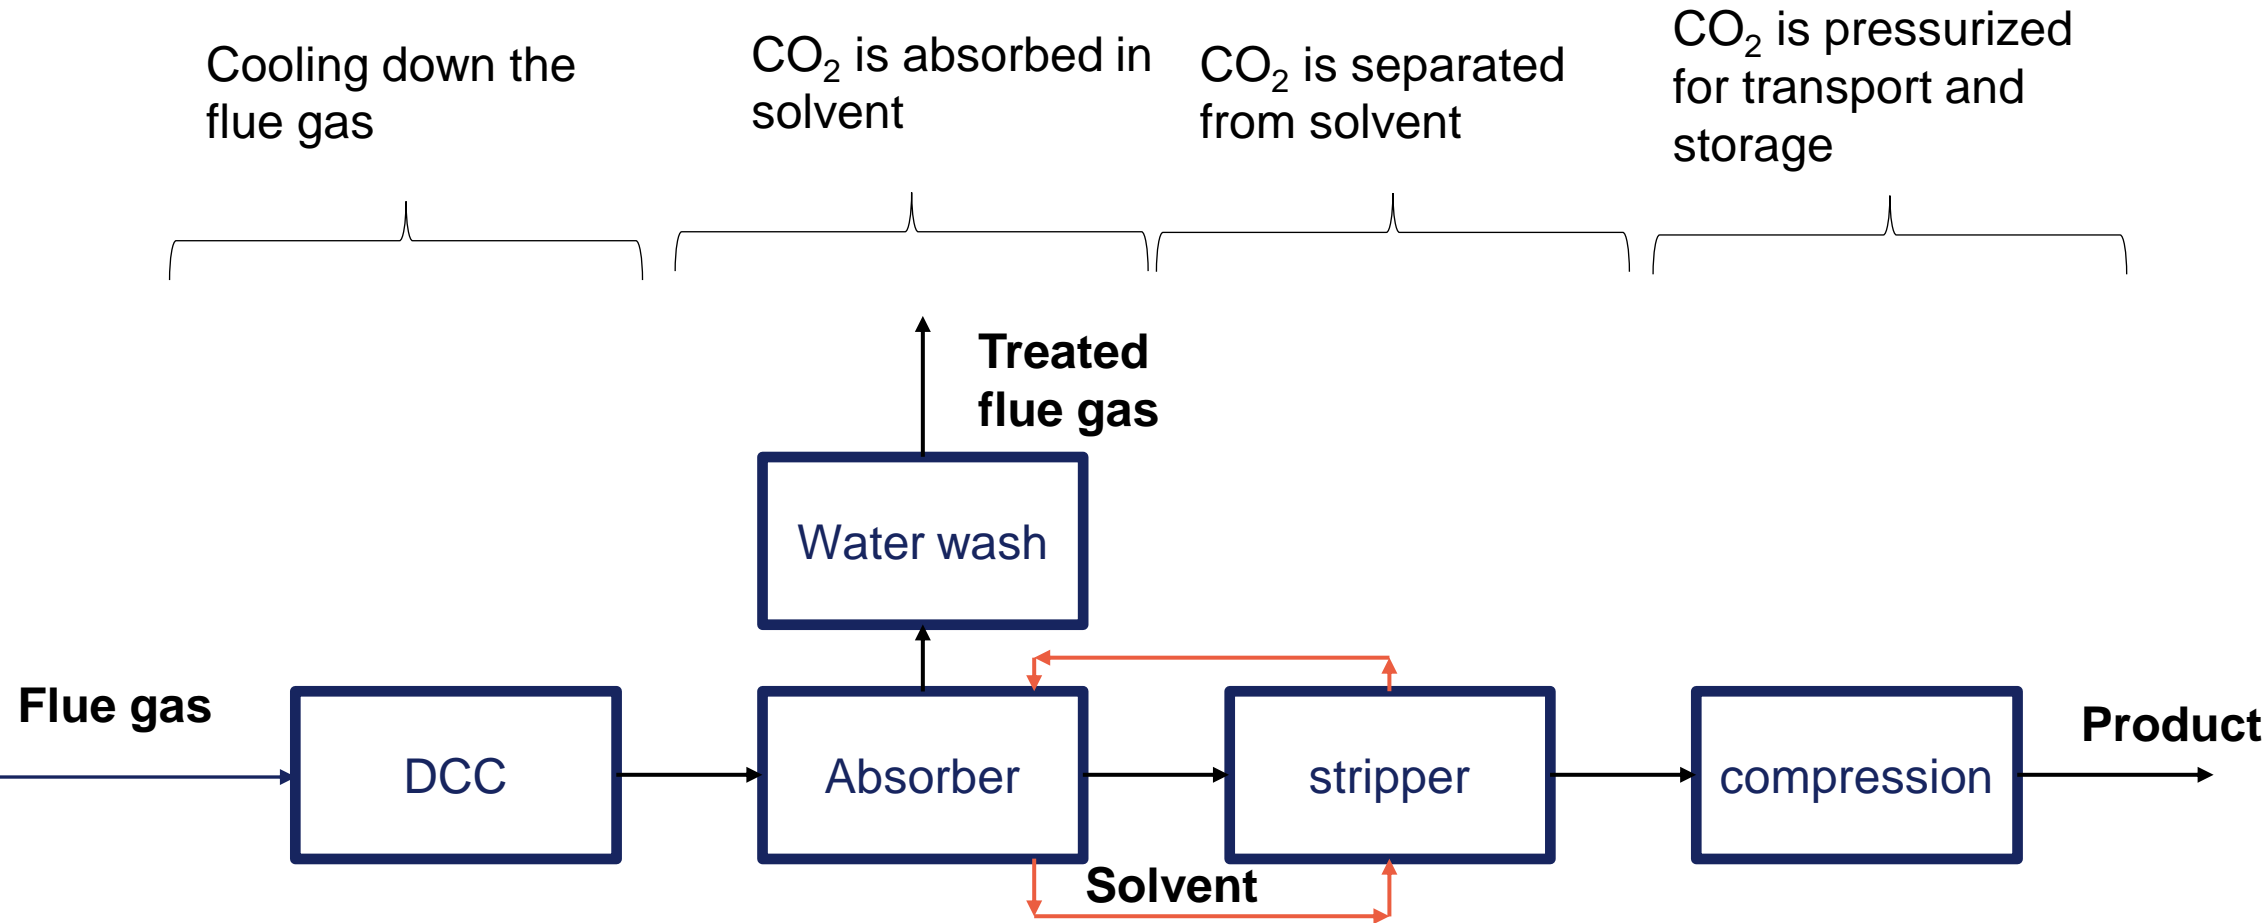 Cooling down the
flue gas
CO₂ is absorbed in
solvent
CO₂ is separated
from solvent
CO₂ is pressurized
for transport and
storage
Treated
flue gas
Water wash
Flue gas
DCC
Absorber
stripper
compression
Product
Solvent